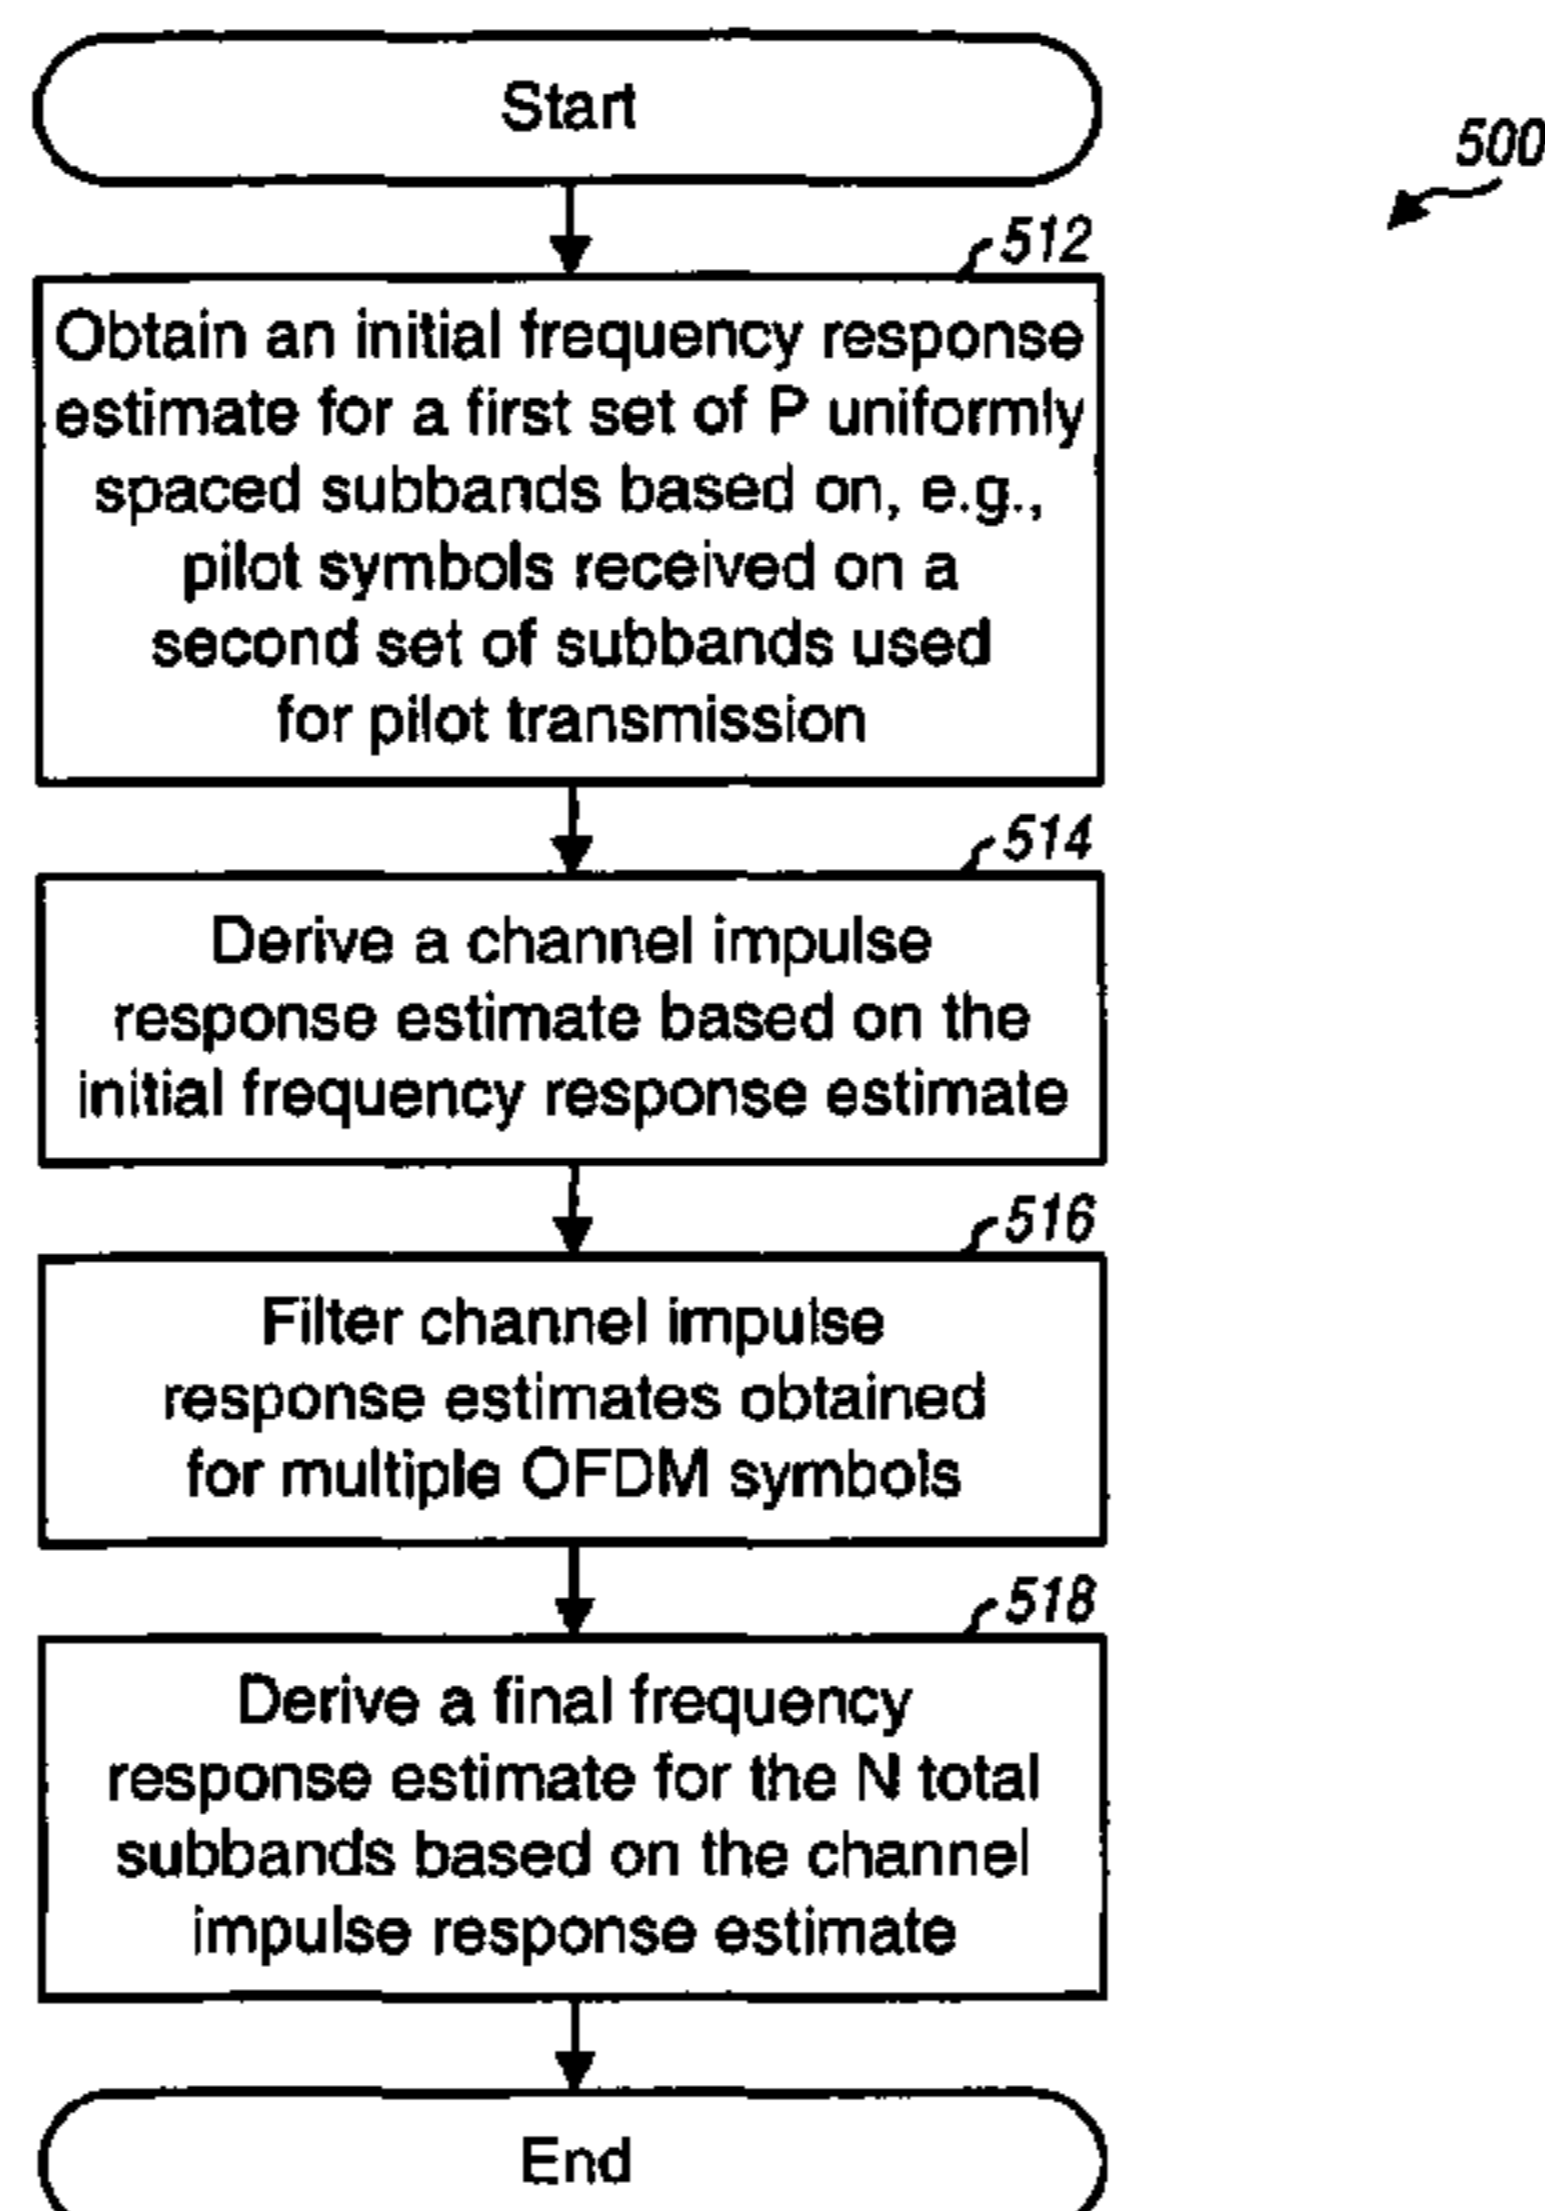 Start
500
512
Obtain an initial frequency response
estimate for a first set of P uniformly
spaced subbands based on, e.g.,
pilot symbols received on a
second set of subbands used
for pilot transmission
514
Derive a channel impulse
response estimate based on the
initial frequency response estimate
516
Filter channel impulse
response estimates obtained
for multiple OFDM symbols
518
Derive a final frequency
response estimate for the N total
subbands based on the channel
impulse response estimate
End